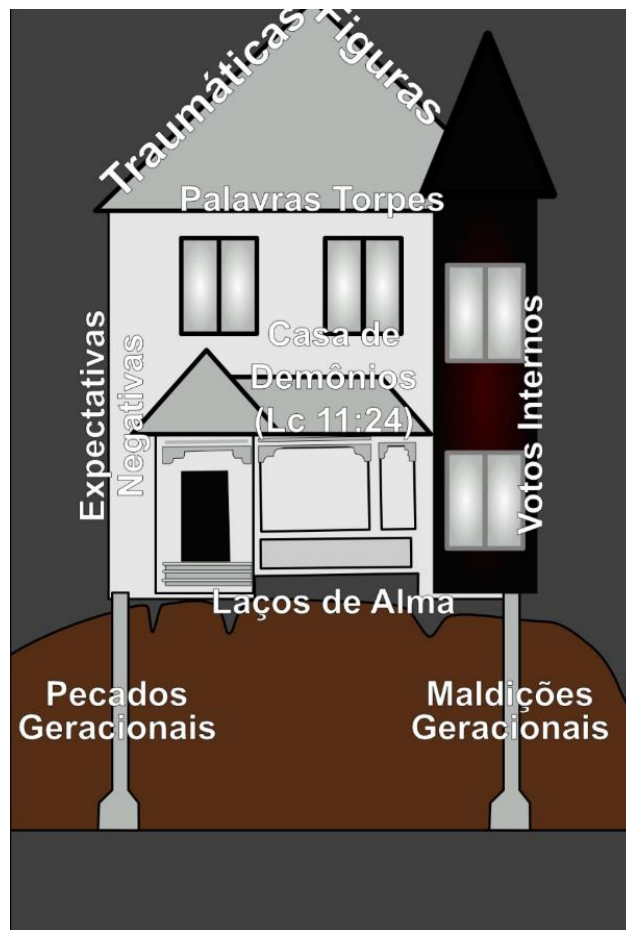 Traumáticas
Figuras
Palavras Torpes
Casa de
Demônios
(Lc 11:24)
Expectativas
Negativas
Votos Internos
Laços de Alma
Pecados
Geracionais
Maldições
Geracionais